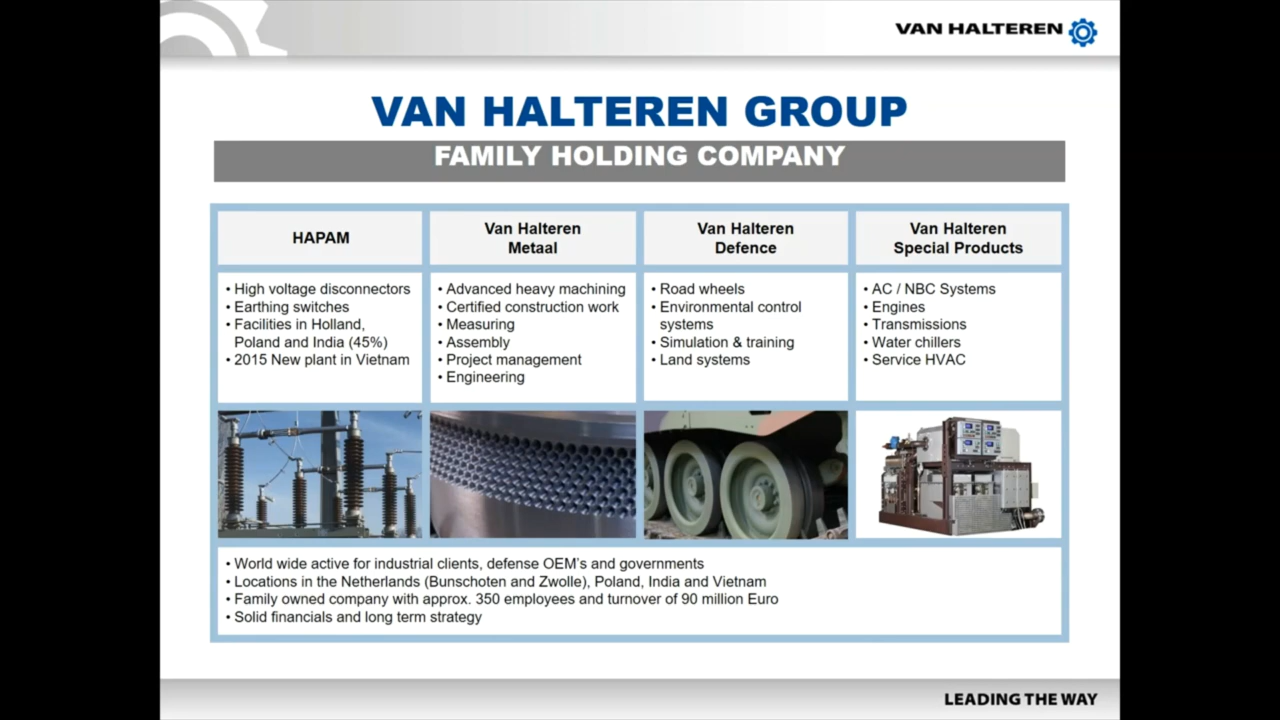 VAN HALTEREN
VAN HALTEREN GROUP
FAMILY HOLDING COMPANY
HAPAM
• High voltage disconnectors
• Earthing switches
• Facilities in Holland,
Poland and India (45%)
• 2015 New plant in Vietnam
Van Halteren
Metaal
• Advanced heavy machining
• Certified construction work
• Measuring
• Assembly
• Project management
• Engineering
Van Halteren
Defence
• Road wheels
• Environmental control
systems
• Simulation & training
• Land systems
Van Halteren
Special Products
• AC / NBC Systems
• Engines
• Transmissions
• Water chillers
• Service HVAC
• World wide active for industrial clients, defense OEM's and governments
• Locations in the Netherlands (Bunschoten and Zwolle), Poland, India and Vietnam
• Family owned company with approx. 350 employees and turnover of 90 million Euro
• Solid financials and long term strategy
LEADING THE WAY